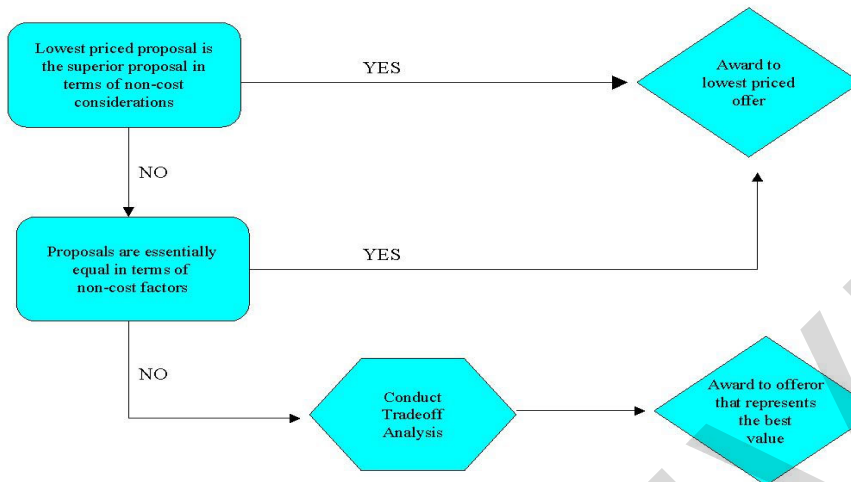 Lowest priced proposal is
the superior proposal in
terms of non-cost
considerations
YES
Award to
lowest priced
offer
NO
Proposals are essentially
equal in terms of
non-cost factors
YES
NO
Conduct
Tradeoff
Analysis
Award to offeror
that represents
the best
value